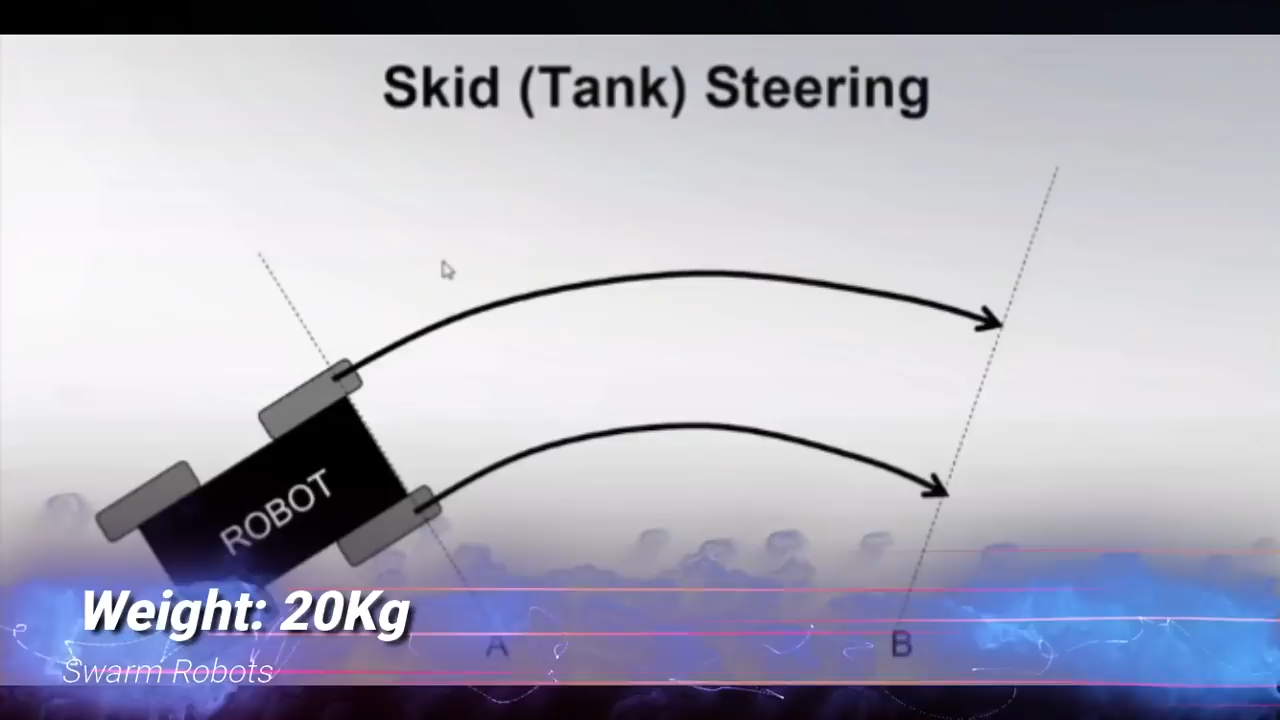 Skid (Tank) Steering
ROBOT
Weight: 20Kg
A
B
Swarm Robots